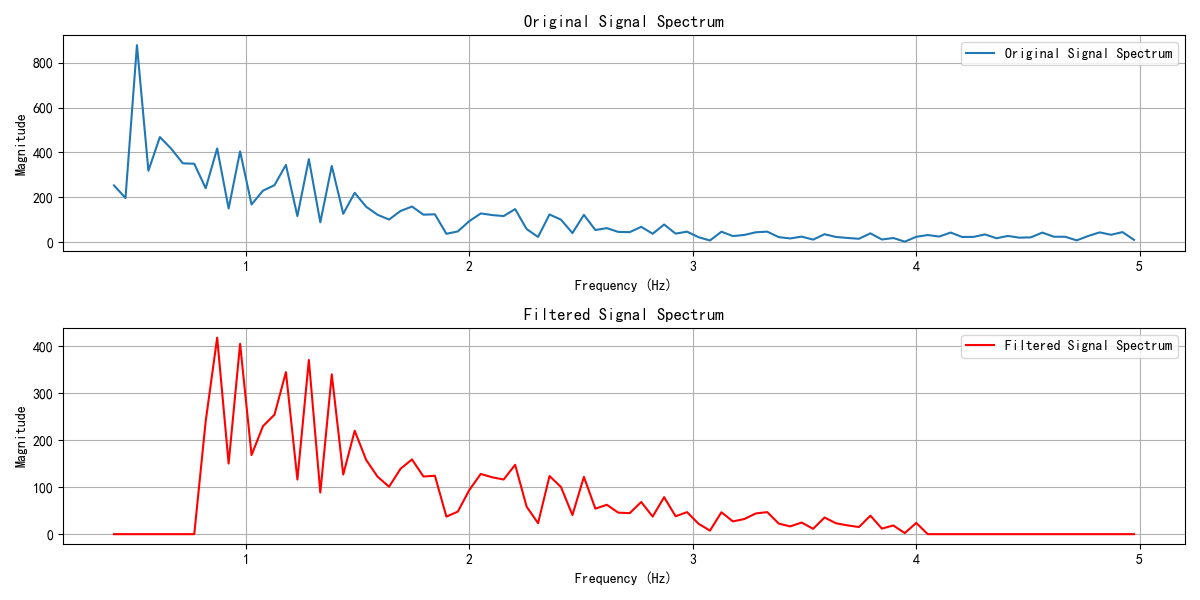 Original Signal Spectrum
Original Signal Spectrum
800
600
400
200
0
Magnitude
1 2 3 4 5
Frequency (Hz)
Filtered Signal Spectrum
Filtered Signal Spectrum
400
300
200
100
0
Magnitude
1 2 3 4 5
Frequency (Hz)